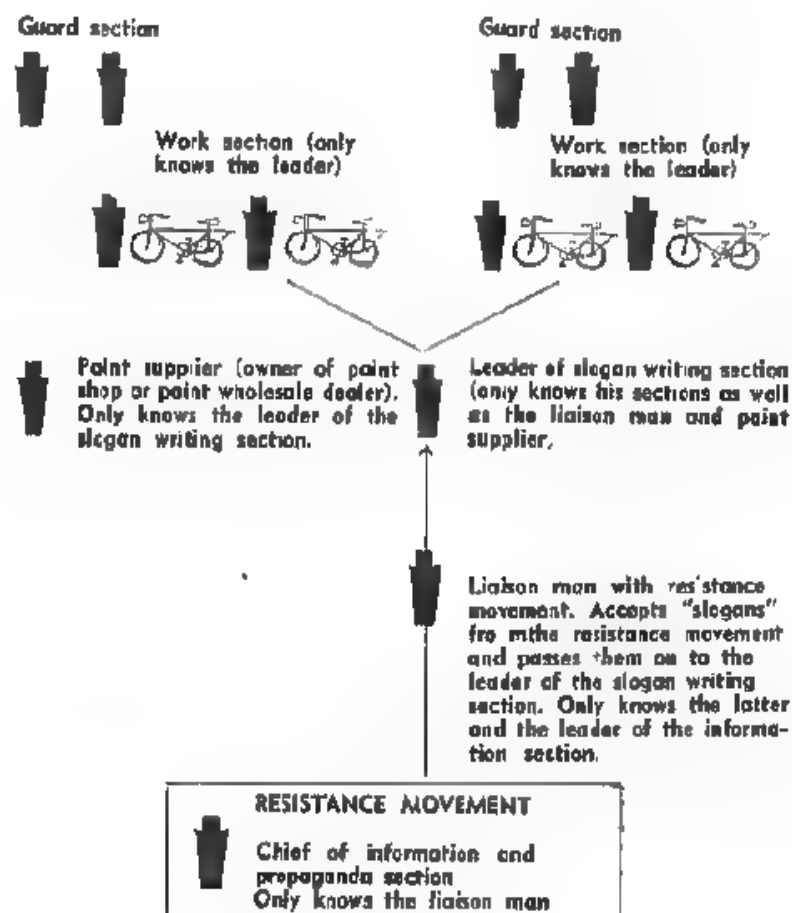 Guard section
Guard section
Work section (only
knows the leader)
Work section (only
knows the leader)
Paint supplier (owner of paint
shop or paint wholesale dealer).
Only knows the leader of the
slogan writing section.
Leader of slogan writing section
(only knows his sections as well
as the liaison man and paint
supplier.
Liaison man with res'stance
movement. Accepts "slogans"
fro mthe resistance movement
and passes them on to the
leader of the slogan writing
section. Only knows the latter
and the leader of the informa-
tion section.
RESISTANCE MOVEMENT
Chief of information and
propaganda section
Only knows the liaison man